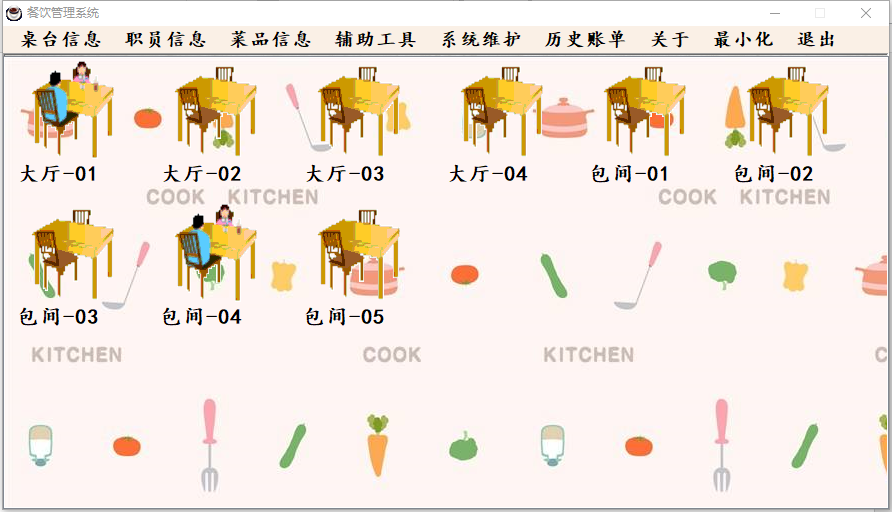 餐饮管理系统
桌台信息 职员信息 菜品信息 辅助工具 系统维护 历史账单 关于 最小化 退出
大厅-01 大厅-02 大厅-03 大厅-04 包间-01 包间-02
COOK KITCHEN COOK KITCHEN
包间-03 包间-04 包间-05
KITCHEN COOK KITCHEN C